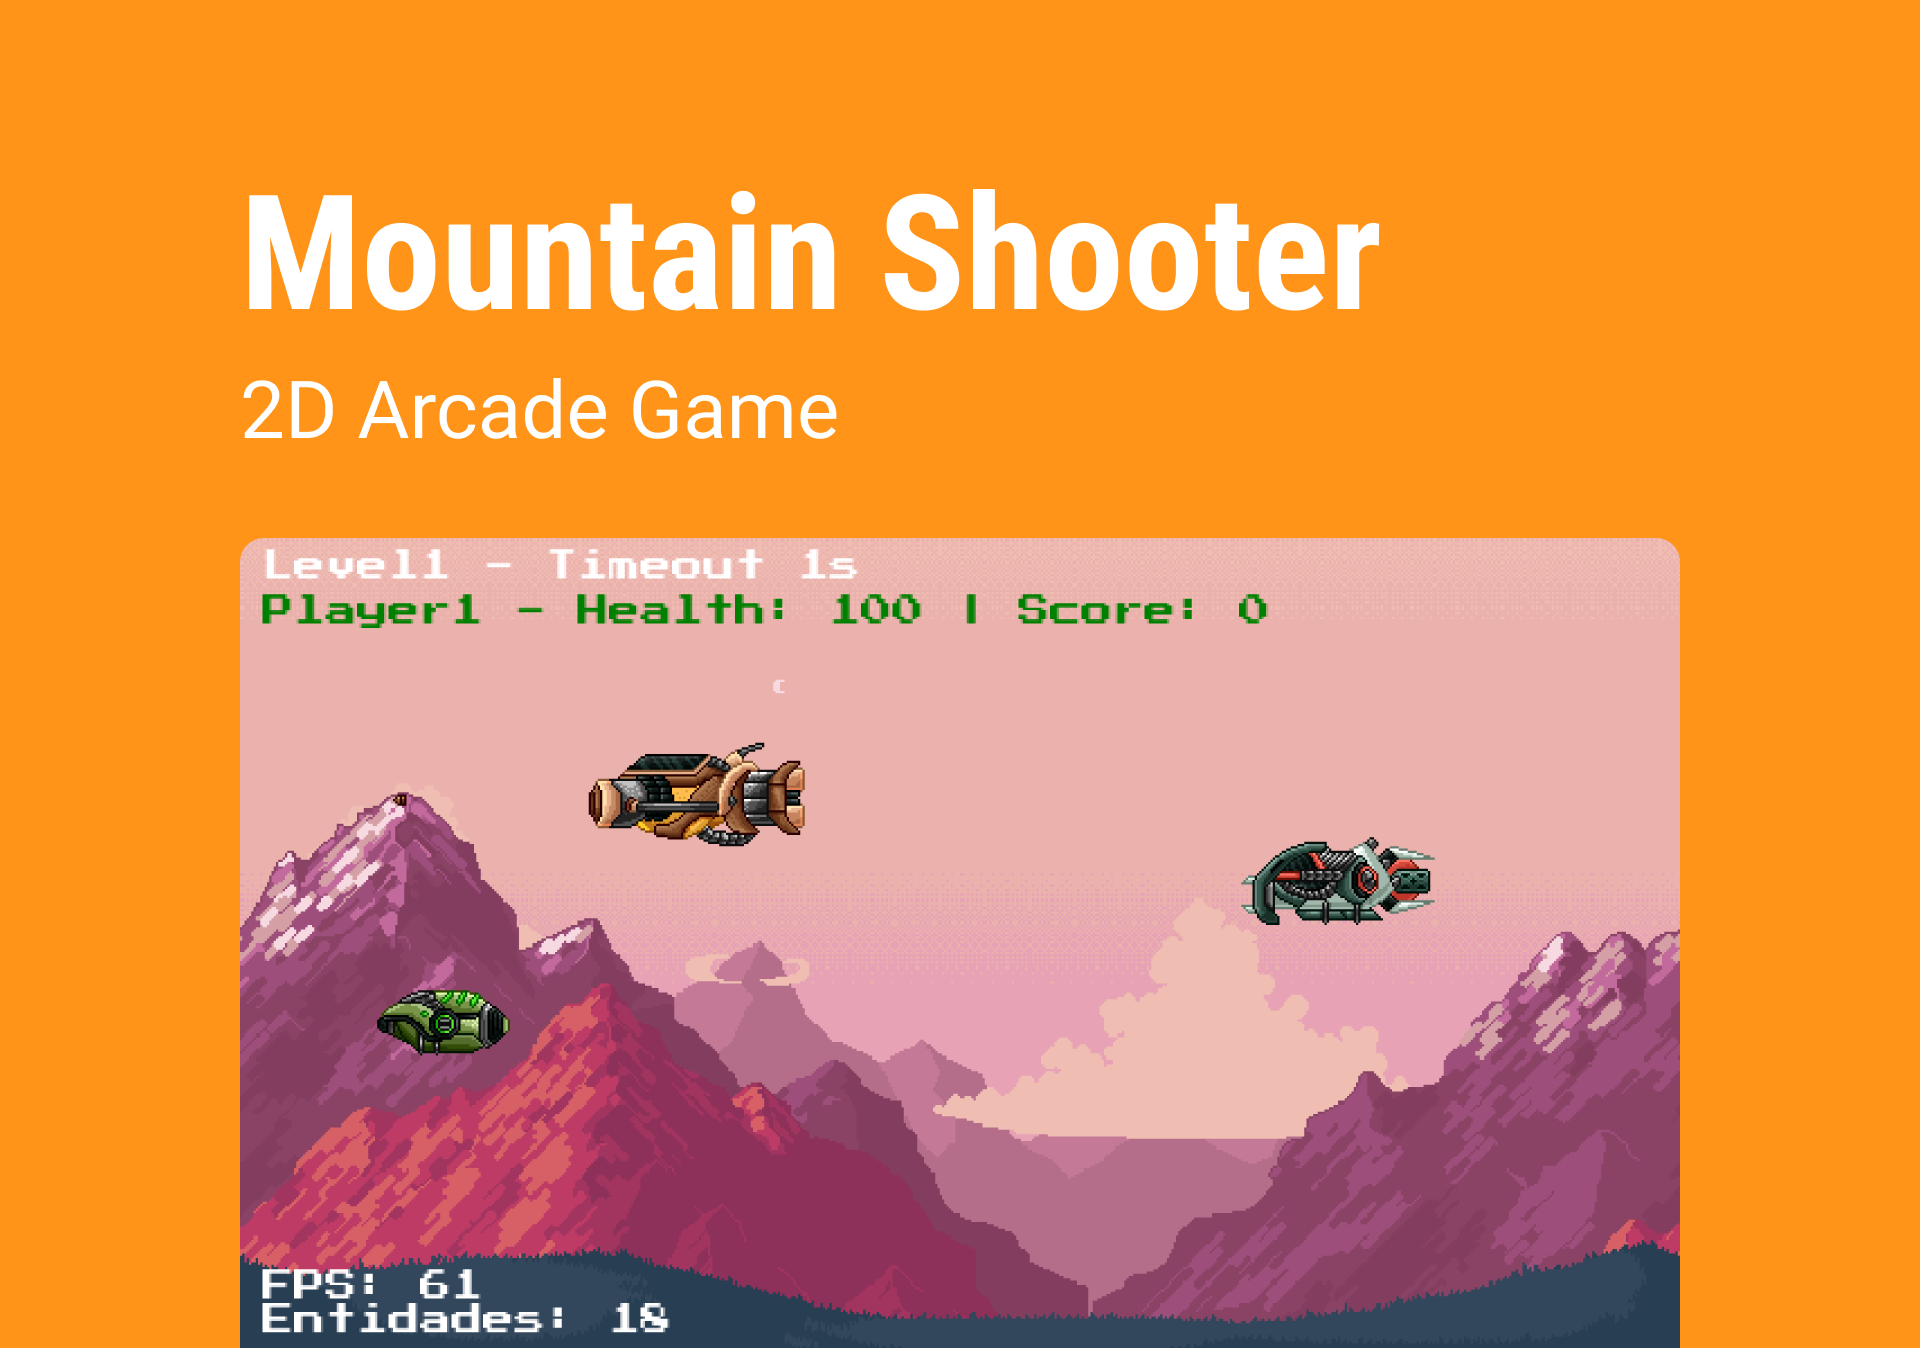 Mountain Shooter
2D Arcade Game
Level1 - Timeout 1s
Player1 - Health: 100 | Score: 0
FPS: 61
Entidades: 18